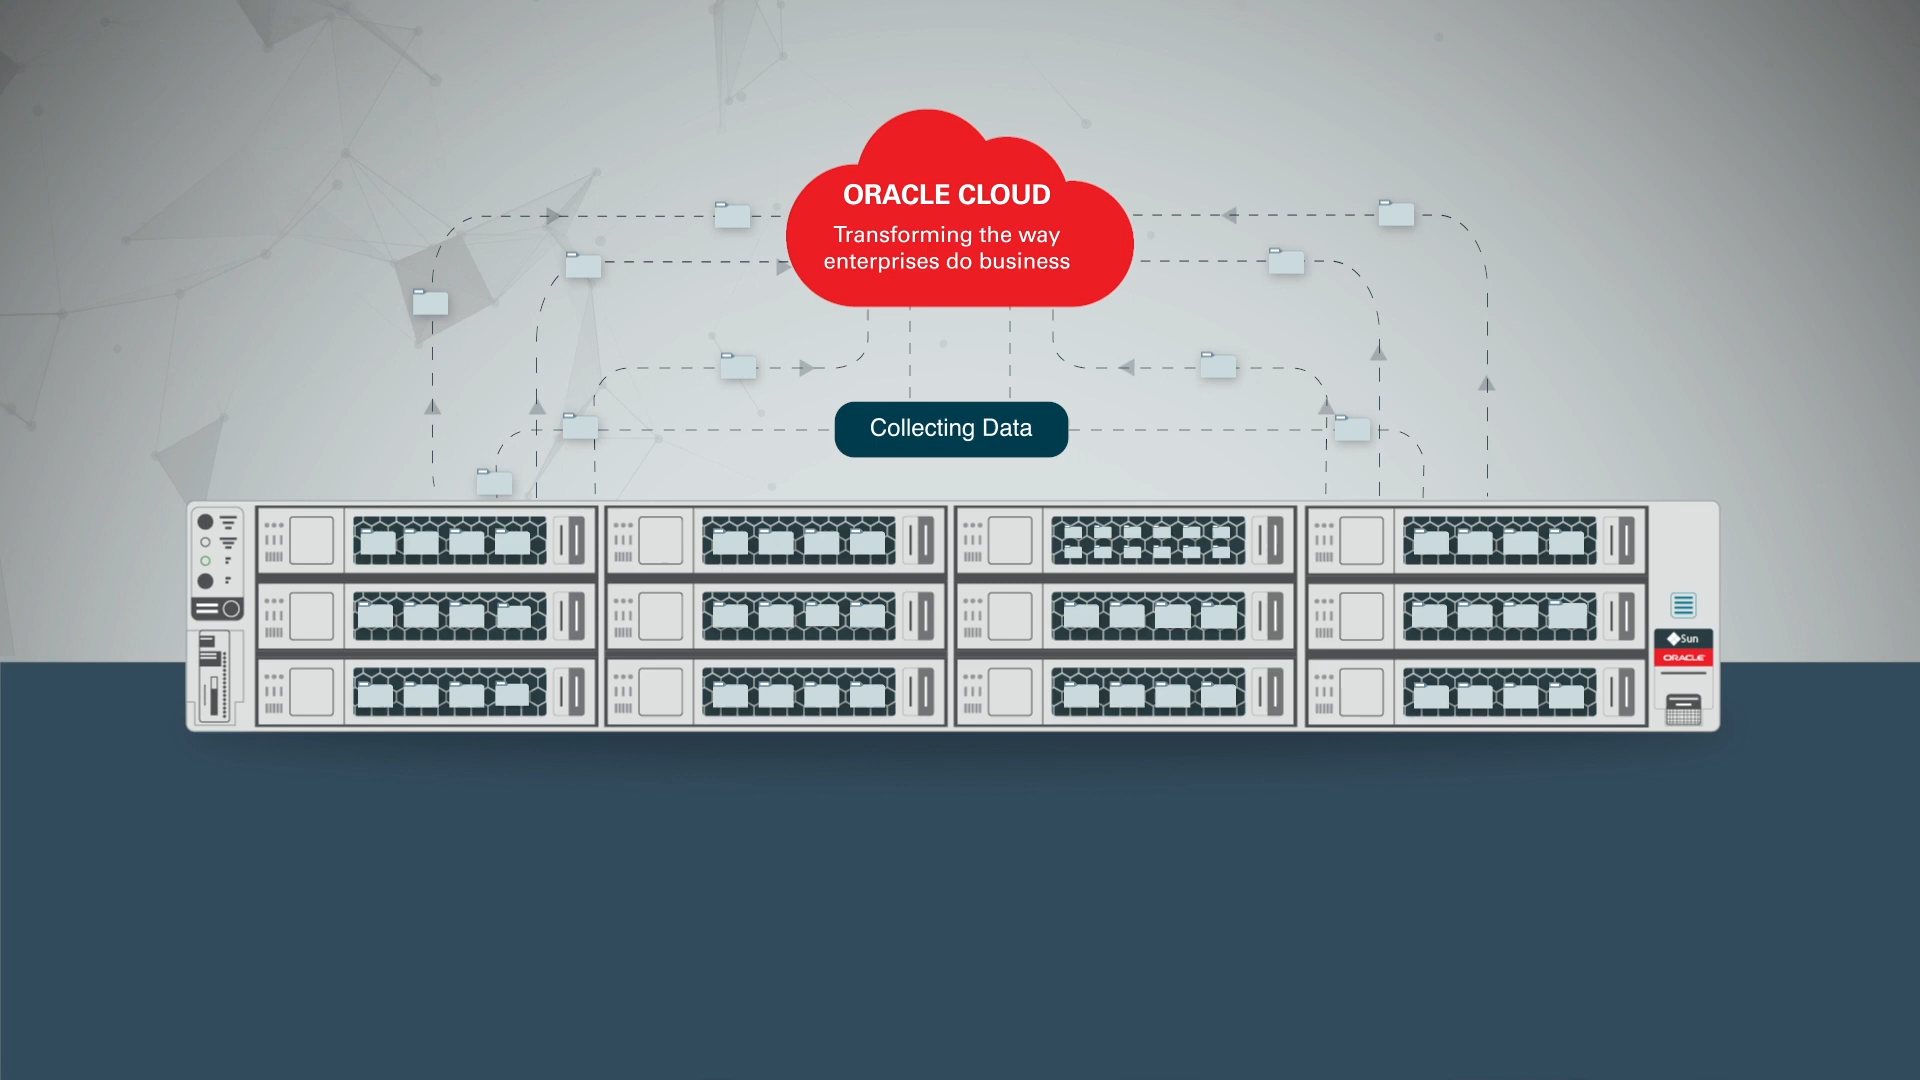 ORACLE CLOUD
Transforming the way
enterprises do business
Collecting Data
Sun
ORACLE